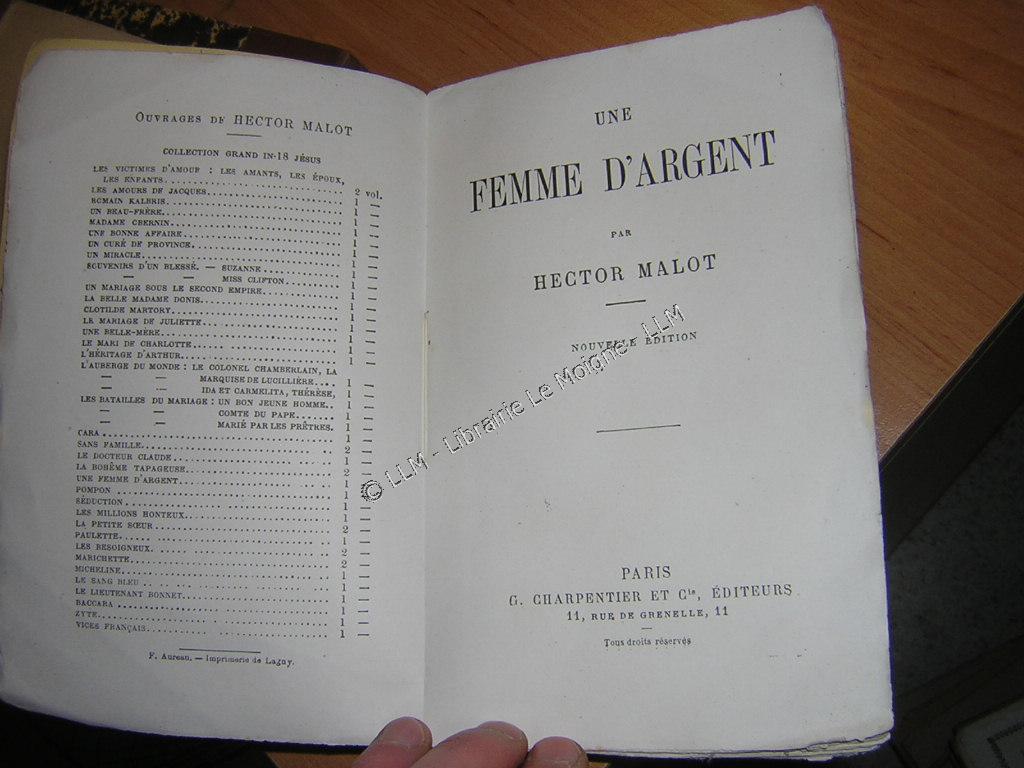 OUVRAGES DE HECTOR MALOT
COLLECTION GRAND IN-18 JÉSUS
LES VICTIMES D'AMOUR : LES AMANTS, LES ÉPOUX,
LES ENFANTS.................... 2 vol.
LES AMOURS DE JACQUES.................... 1 —
ROMAIN KALBRIS.................... 1 —
UN BEAU-FRÈRE.................... 1 —
MADAME OBERNIN.................... 1 —
UNE BONNE AFFAIRE.................... 1 —
UN CURÉ DE PROVINCE.................... 1 —
UN MIRACLE.................... 1 —
SOUVENIRS D'UN BLESSÉ. — SUZANNE.................... 1 —
— — MISS CLIFTON.................... 1 —
UN MARIAGE SOUS LE SECOND EMPIRE.................... 1 —
LA BELLE MADAME DONIS.................... 1 —
CLOTILDE MARTORY.................... 1 —
LE MARIAGE DE JULIETTE.................... 1 —
UNE BELLE-MÈRE.................... 1 —
LE MARI DE CHARLOTTE.................... 1 —
L'HÉRITAGE D'ARTHUR.................... 1 —
L'AUBERGE DU MONDE : LE COLONEL CHAMBERLAIN, LA
— — MARQUISE DE LUCILLIÈRE.... 1 —
— — IDA ET CARMELITA, THÉRÈSE, 1 —
LES BATAILLES DU MARIAGE : UN BON JEUNE HOMME.. 1 —
— — COMTE DU PAPE....... 1 —
— — MARIÉ PAR LES PRÊTRES. 1 —
CARA.................... 1 —
SANS FAMILLE.................... 2 —
LE DOCTEUR CLAUDE.................... 1 —
LA BOHÊME TAPAGEUSE.................... 2 —
UNE FEMME D'ARGENT.................... 1 —
POMPON.................... 1 —
SÉDUCTION.................... 1 —
LES MILLIONS HONTEUX.................... 1 —
LA PETITE SŒUR.................... 2 —
PAULETTE.................... 1 —
LES BESOIGNEUX.................... 2 —
MARICHETTE.................... 2 —
MICHELINE.................... 1 —
LE SANG BLEU.................... 1 —
LE LIEUTENANT BONNET.................... 1 —
BACCARA.................... 1 —
ZYTE.................... 1 —
VICES FRANÇAIS.................... 1 —
F. Aureau. — Imprimerie de Lagny.
UNE
FEMME D'ARGENT
PAR
HECTOR MALOT
NOUVELLE ÉDITION
PARIS
G. CHARPENTIER ET Cie, ÉDITEURS
11, RUE DE GRENELLE, 11
Tous droits réservés
© LLM - Librairie Le Moigne - LLM